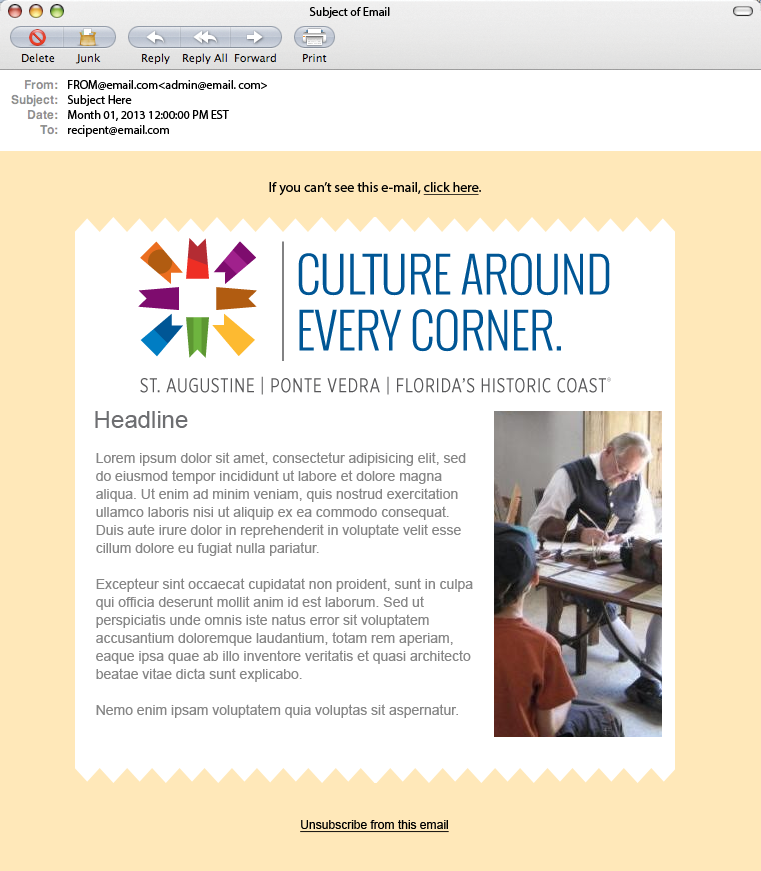 Subject of Email
Delete Junk Reply Reply All Forward Print
From: FROM@email.com<admin@email. com>
Subject: Subject Here
Date: Month 01, 2013 12:00:00 PM EST
To: recipent@email.com
If you can't see this e-mail, click here.
CULTURE AROUND
EVERY CORNER.
ST. AUGUSTINE | PONTE VEDRA | FLORIDA'S HISTORIC COAST®
Headline
Lorem ipsum dolor sit amet, consectetur adipisicing elit, sed
do eiusmod tempor incididunt ut labore et dolore magna
aliqua. Ut enim ad minim veniam, quis nostrud exercitation
ullamco laboris nisi ut aliquip ex ea commodo consequat.
Duis aute irure dolor in reprehenderit in voluptate velit esse
cillum dolore eu fugiat nulla pariatur.
Excepteur sint occaecat cupidatat non proident, sunt in culpa
qui officia deserunt mollit anim id est laborum. Sed ut
perspiciatis unde omnis iste natus error sit voluptatem
accusantium doloremque laudantium, totam rem aperiam,
eaque ipsa quae ab illo inventore veritatis et quasi architecto
beatae vitae dicta sunt explicabo.
Nemo enim ipsam voluptatem quia voluptas sit aspernatur.
Unsubscribe from this email